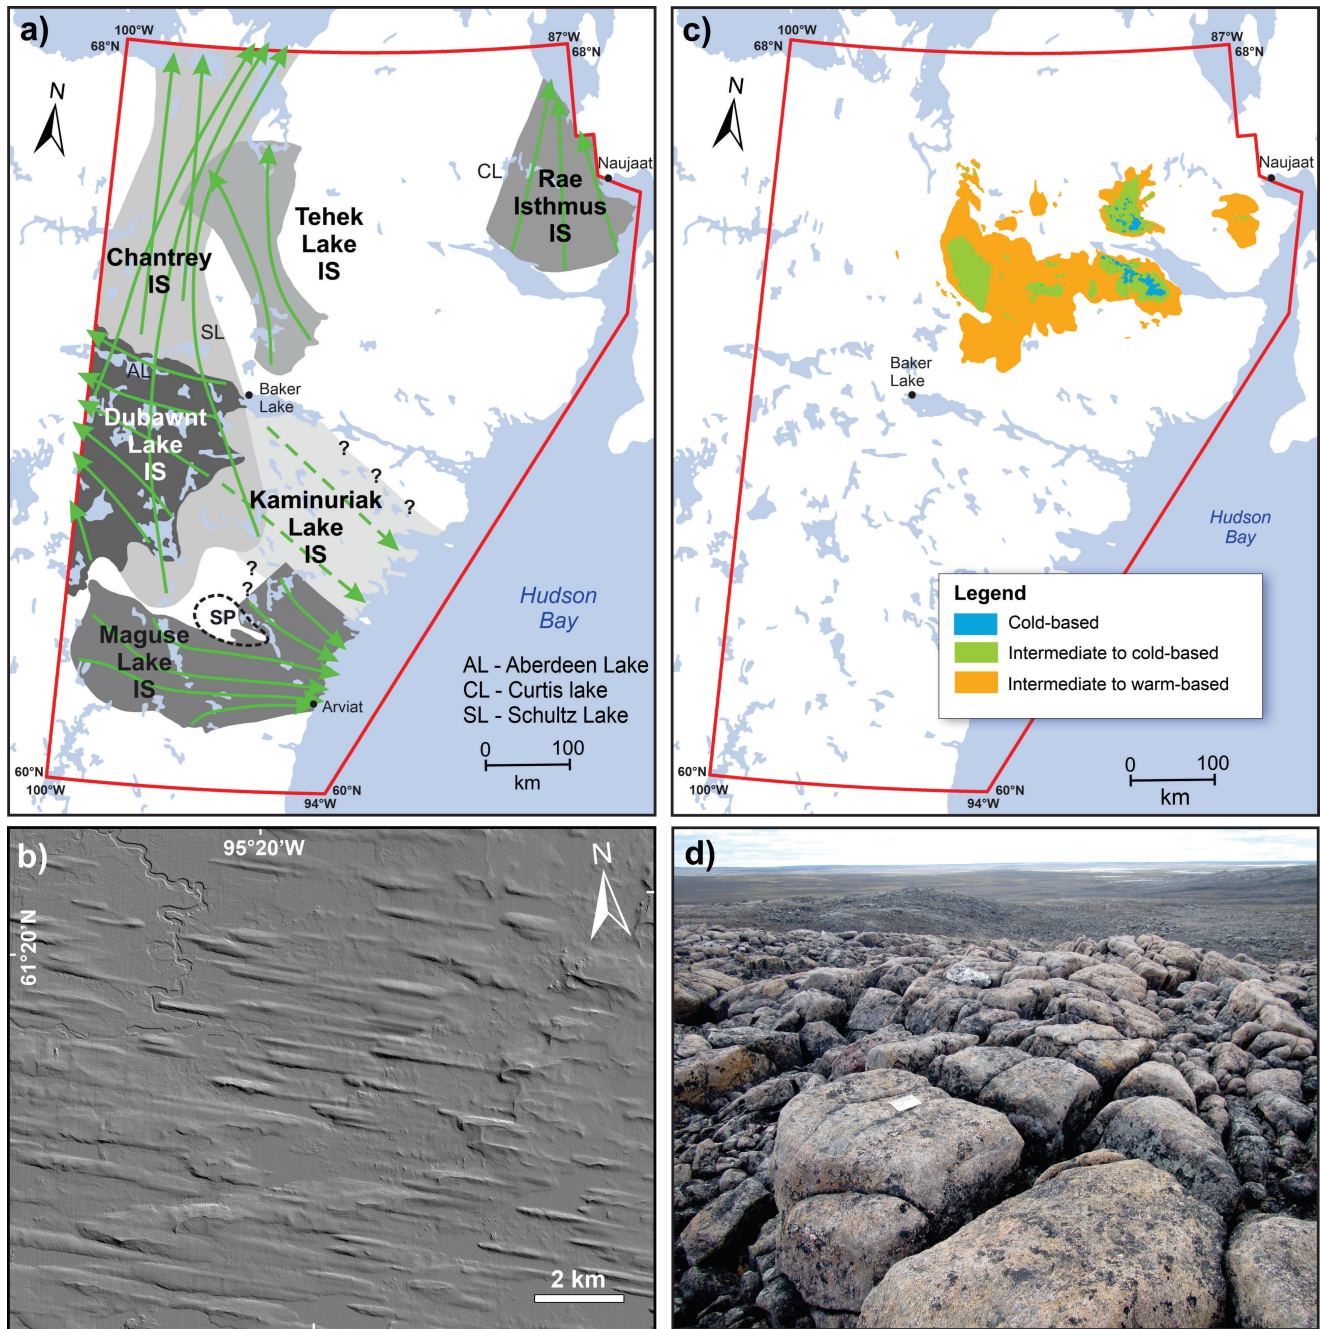 a)
100°W
68°N
87°W
68°N
N
CL
Naujaat
Rae
Isthmus
IS
Tehek
Lake
IS
Chantrey
IS
SL
AL
Baker
Lake
Dubawnt
Lake
IS
?
?
?
Kaminuriak
Lake
IS
?
?
SP
Maguse
Lake
IS
Hudson
Bay
AL - Aberdeen Lake
CL - Curtis lake
SL - Schultz Lake
Arviat
0 100
km
60°N
100°W
94°W
60°N
c)
100°W
68°N
87°W
68°N
N
Naujaat
Baker
Lake
Hudson
Bay
Legend
Cold-based
Intermediate to cold-based
Intermediate to warm-based
0 100
km
60°N
100°W
94°W
60°N
b)
95°20'W
N
61°20'N
2 km
d)